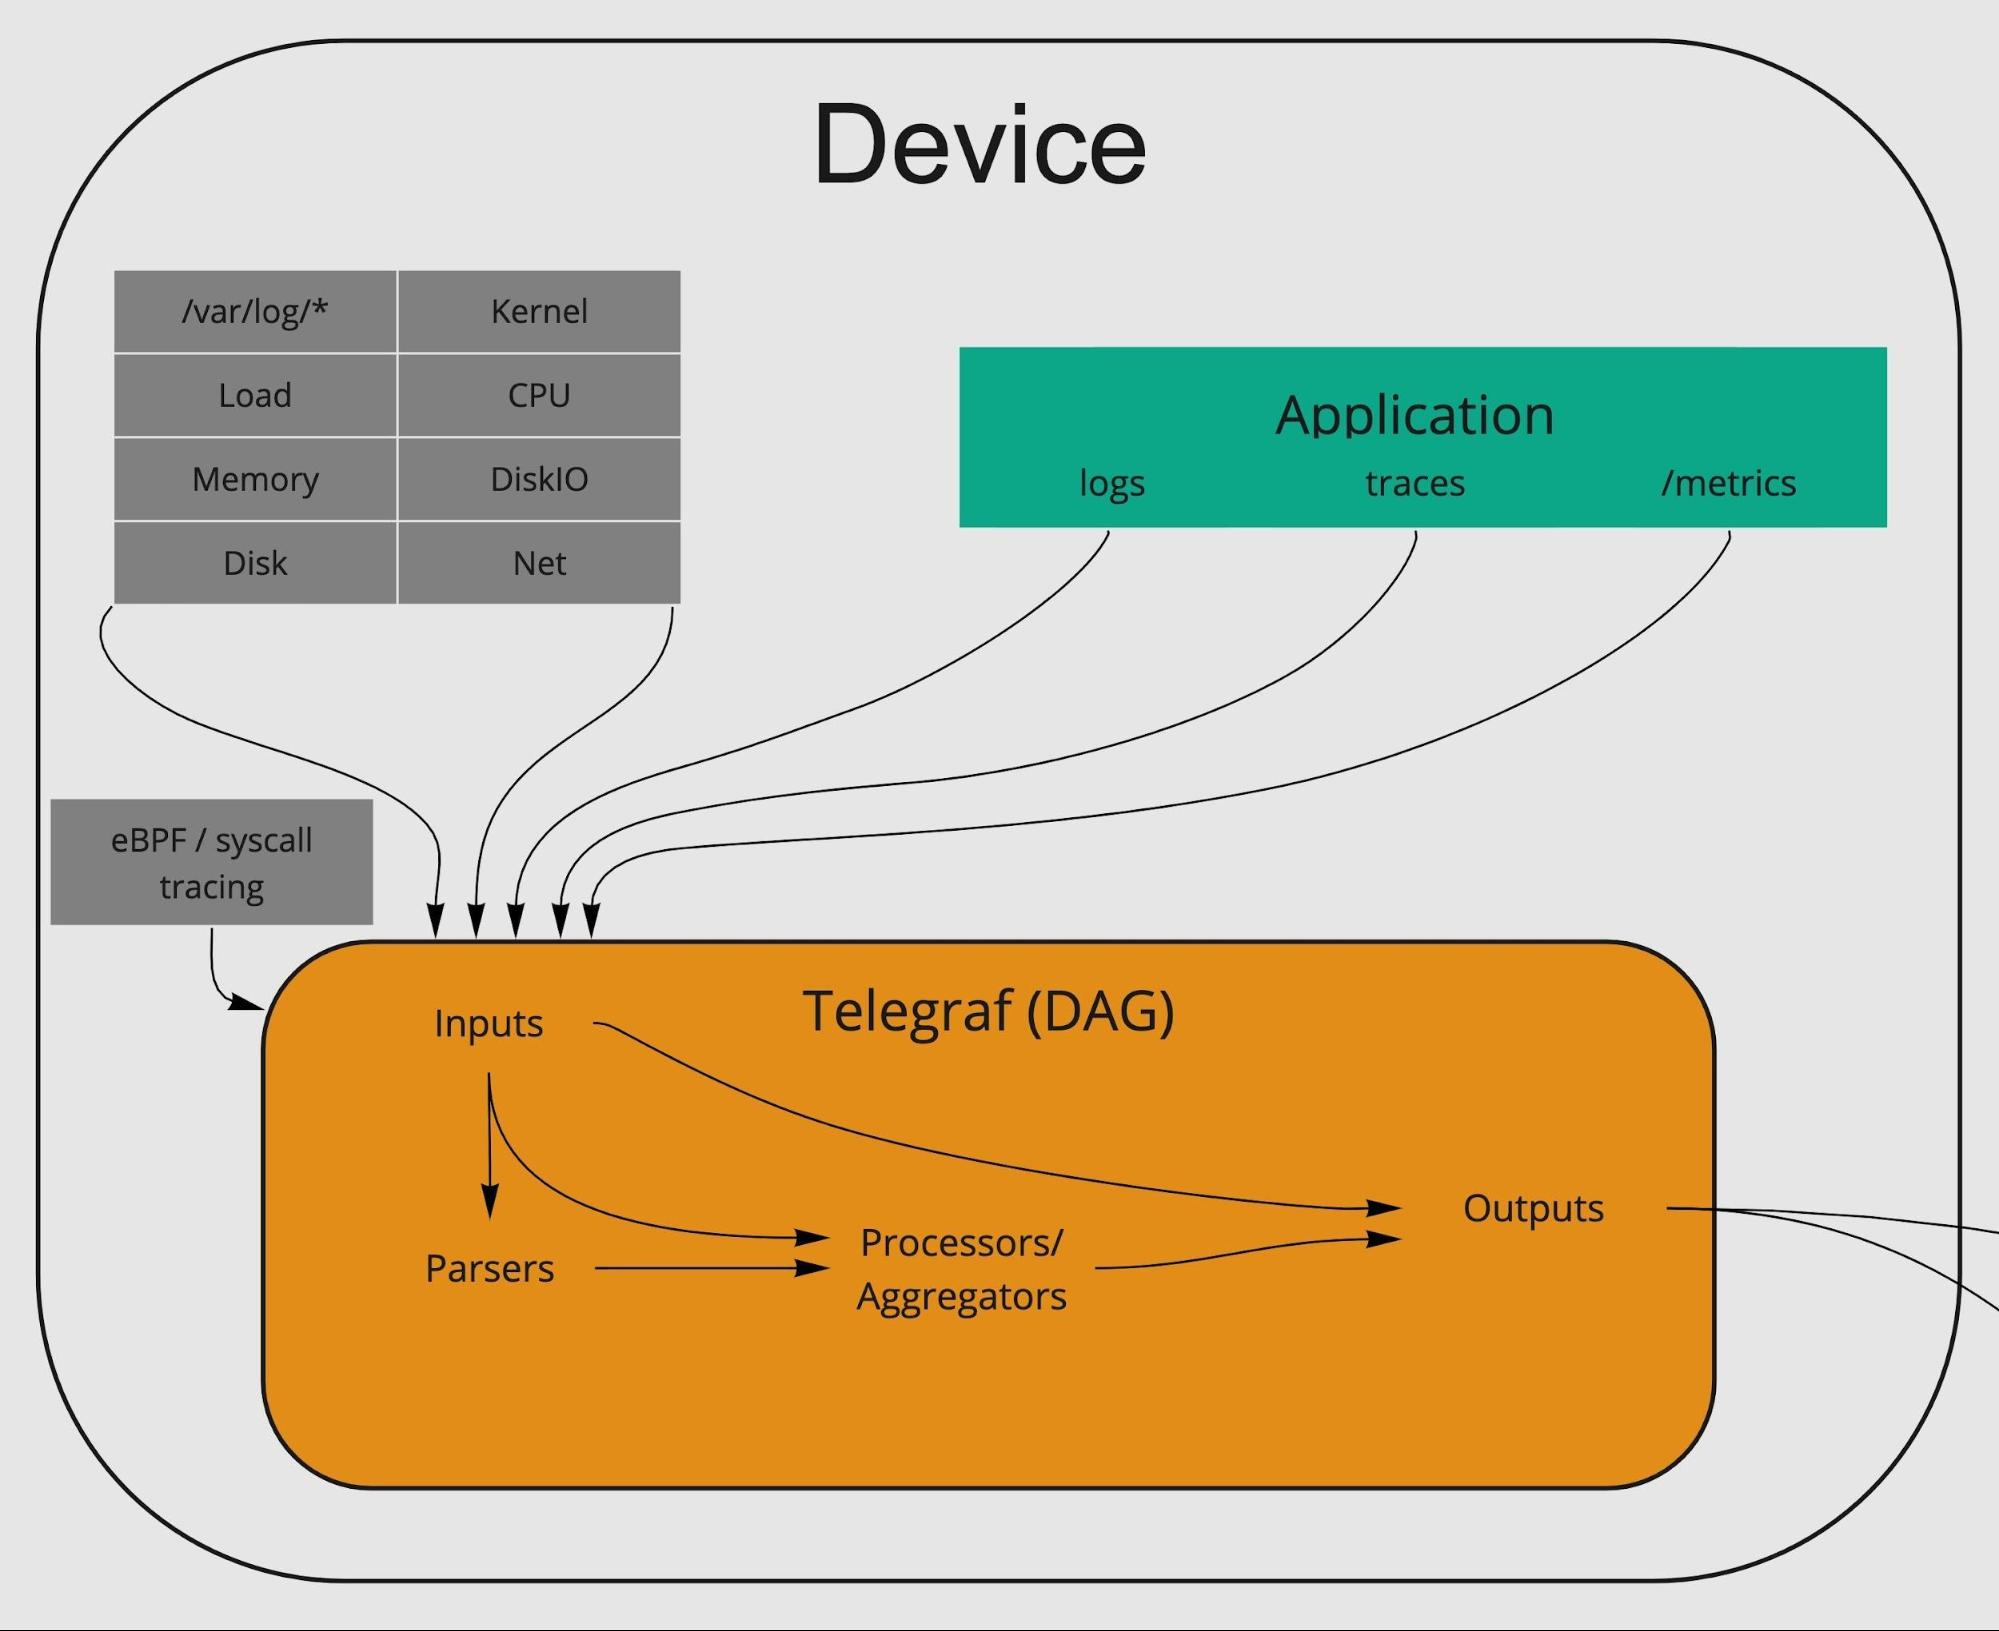 Device
/var/log/*
Kernel
Load
CPU
Memory
DiskIO
Disk
Net
Application
logs
traces
/metrics
eBPF / syscall
tracing
Telegraf (DAG)
Inputs
Outputs
Parsers
Processors/
Aggregators